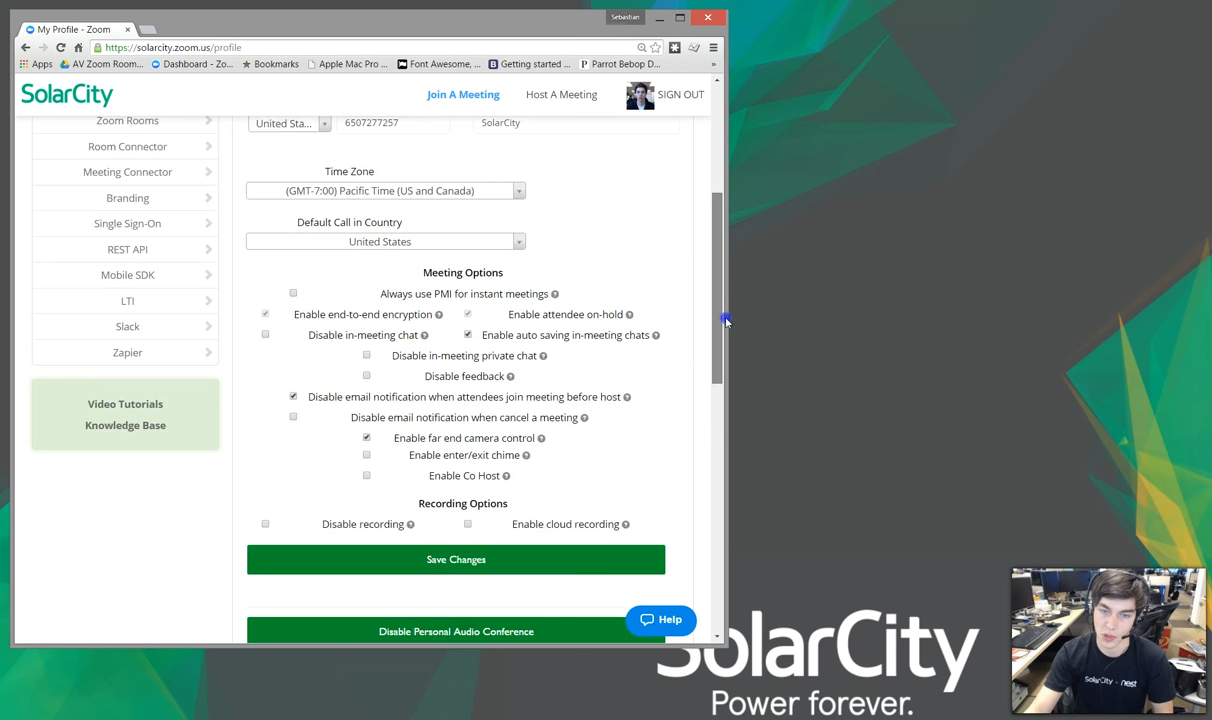 Sebastian
My Profile - Zoom
https://solarcity.zoom.us/profile
Apps AV Zoom Room... Dashboard - Zo... Bookmarks Apple Mac Pro ... Font Awesome, ... Getting started ... Parrot Bebop D... »
SolarCity Join A Meeting Host A Meeting SIGN OUT
Zoom Rooms
Room Connector
Meeting Connector
Branding
Single Sign-On
REST API
Mobile SDK
LTI
Slack
Zapier
Video Tutorials
Knowledge Base
United Sta... 6507277257 SolarCity
Time Zone
(GMT-7:00) Pacific Time (US and Canada)
Default Call in Country
United States
Meeting Options
Always use PMI for instant meetings
Enable end-to-end encryption Enable attendee on-hold
Disable in-meeting chat Enable auto saving in-meeting chats
Disable in-meeting private chat
Disable feedback
Disable email notification when attendees join meeting before host
Disable email notification when cancel a meeting
Enable far end camera control
Enable enter/exit chime
Enable Co Host
Recording Options
Disable recording Enable cloud recording
Save Changes
Help
Disable Personal Audio Conference
SolarCity
Power forever.
SolarCity + nest